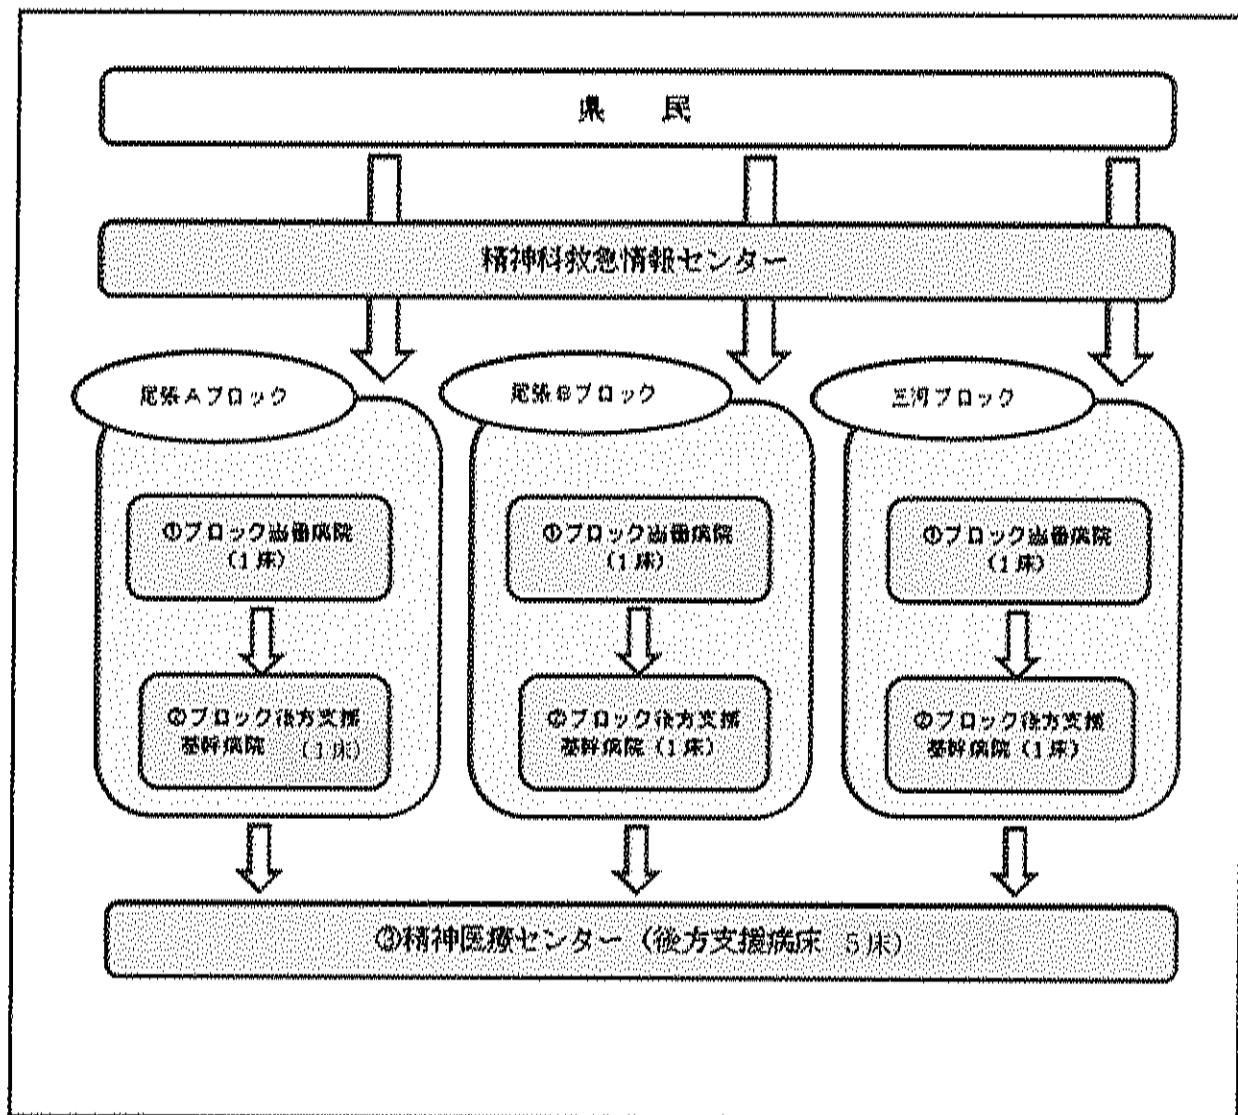 県　民
精神科救急情報センター
尾張Aブロック
尾張Bブロック
三河ブロック
①ブロック当番病院
（1床）
①ブロック当番病院
（1床）
①ブロック当番病院
（1床）
②ブロック後方支援
基幹病院　（1床）
②ブロック後方支援
基幹病院（1床）
②ブロック後方支援
基幹病院（1床）
③精神医療センター（後方支援病床 5床）